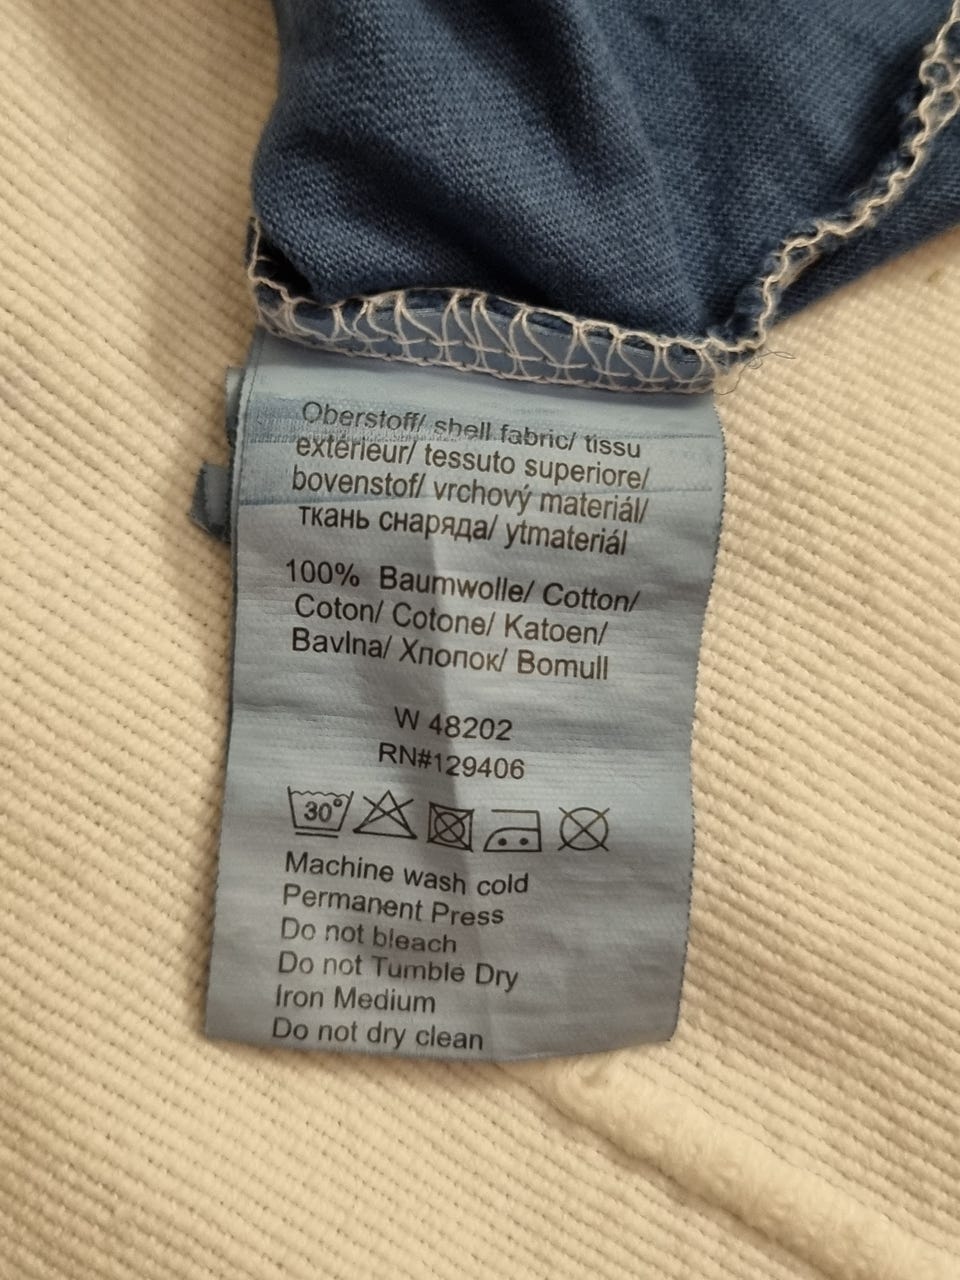 Oberstoff/ shell fabric/ tissu
extérieur/ tessuto superiore/
bovenstof/ vrchový materiál/
ткань снаряда/ ytmateriál
100% Baumwolle/ Cotton/
Coton/ Cotone/ Katoen/
Bavlna/ Хлопок/ Bomull
W 48202
RN#129406
30°
Machine wash cold
Permanent Press
Do not bleach
Do not Tumble Dry
Iron Medium
Do not dry clean